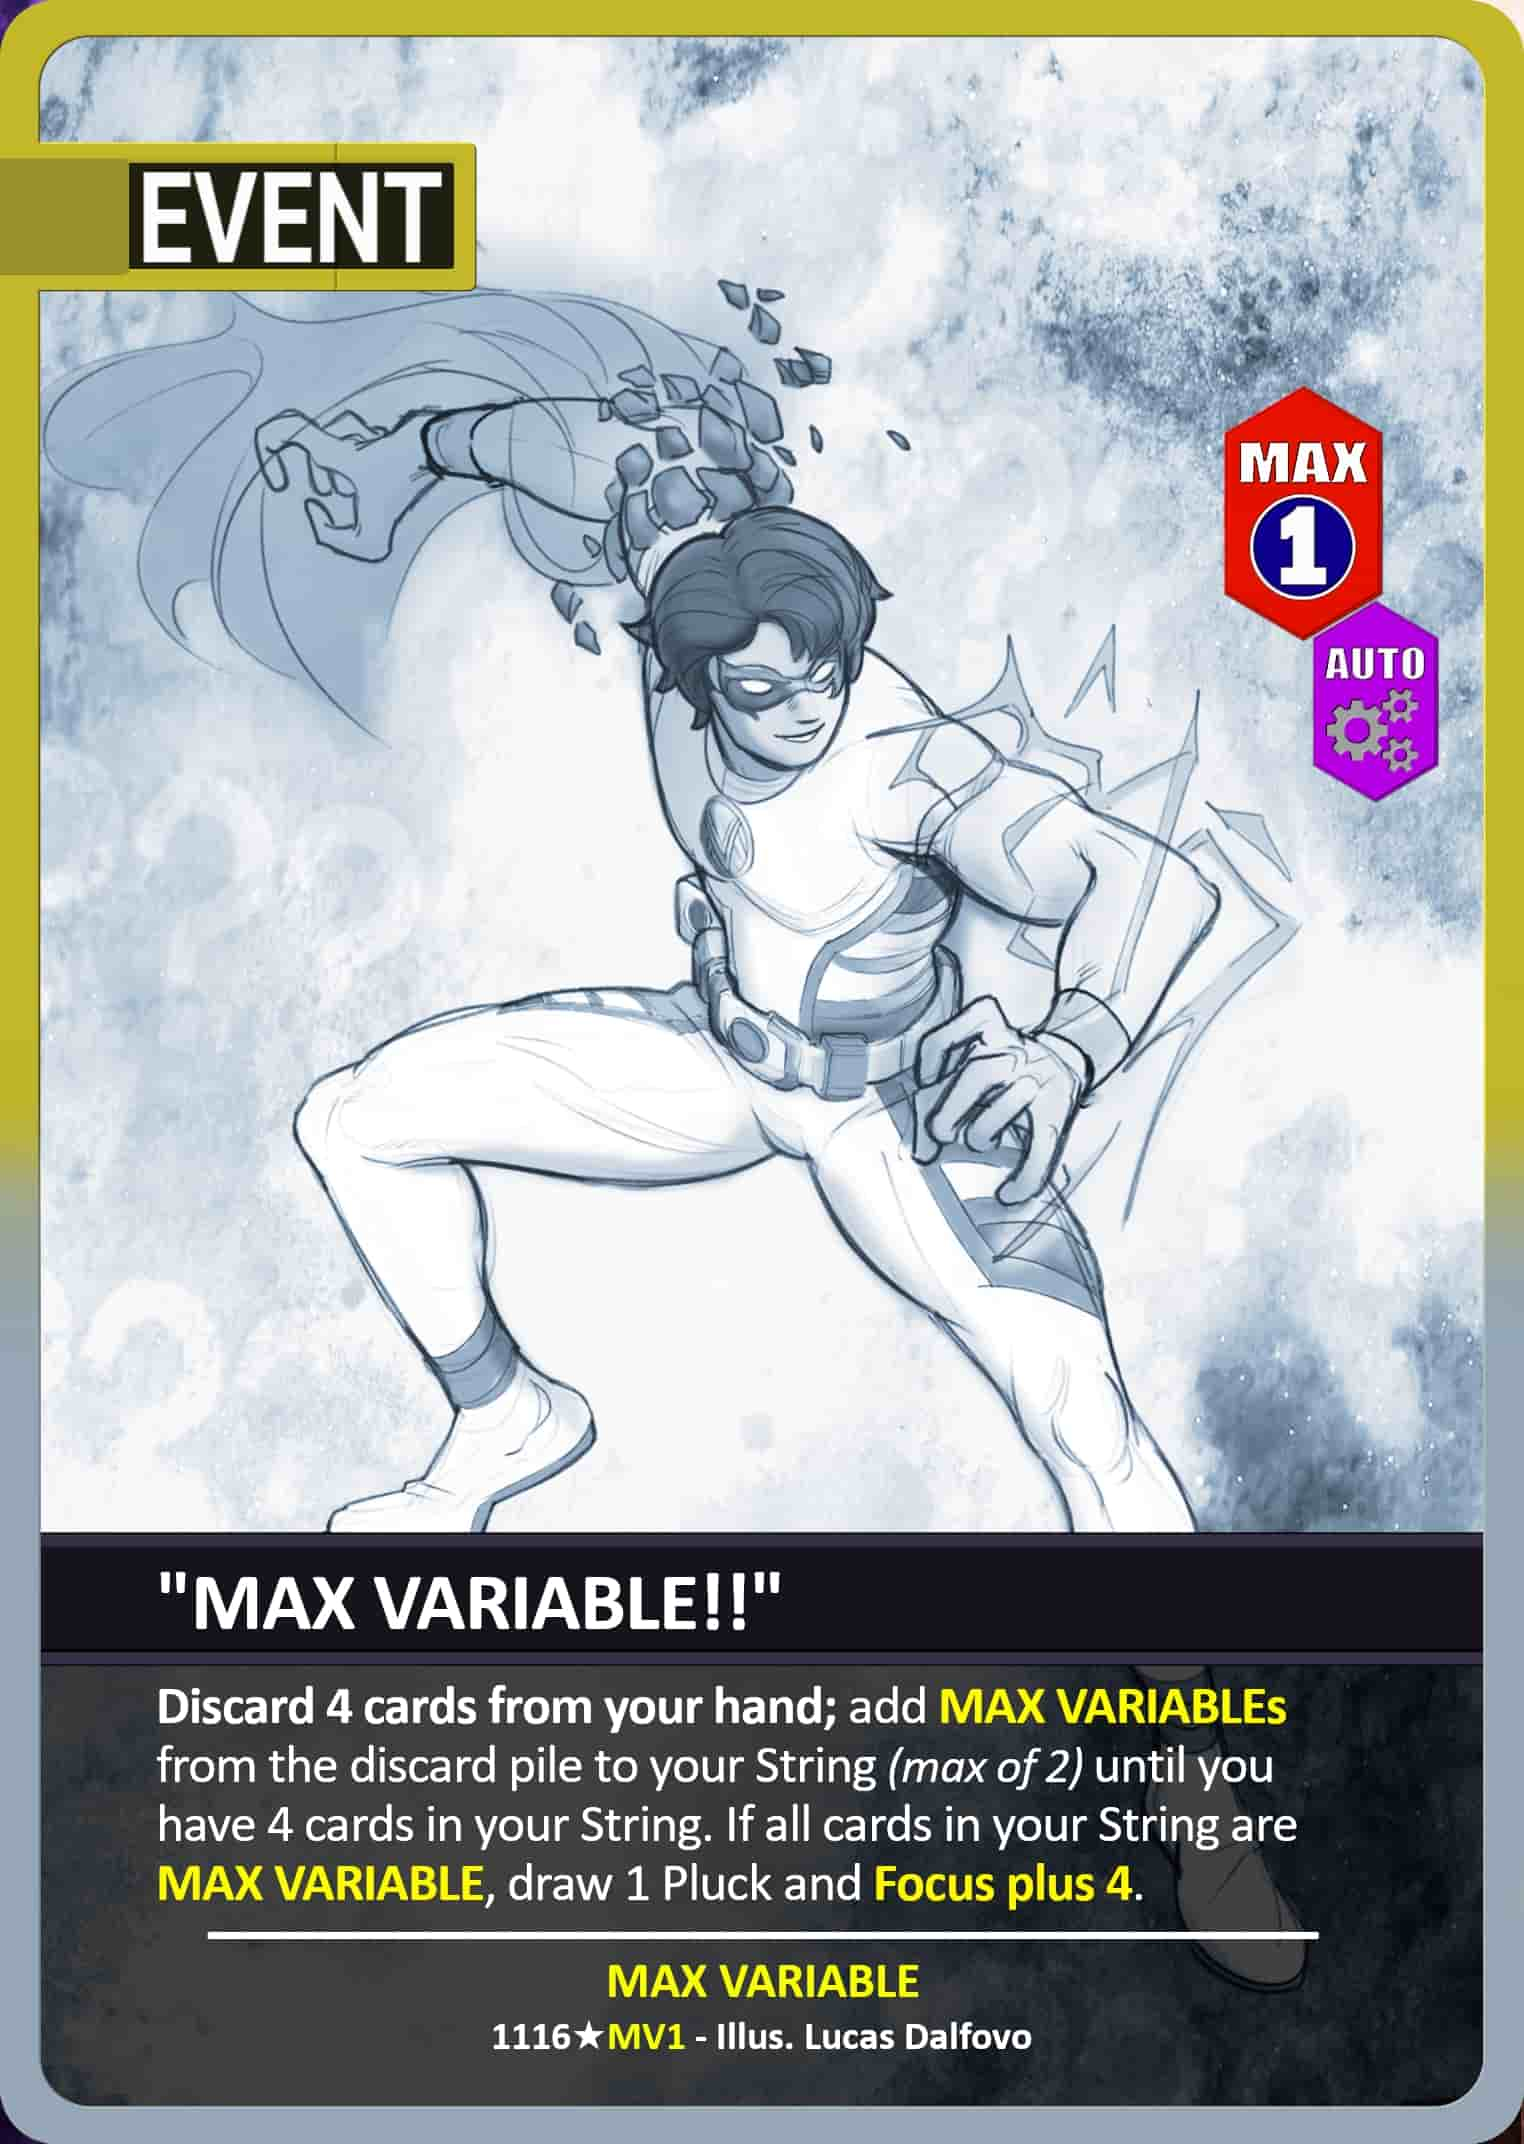 EVENT
MAX
1
AUTO
"MAX VARIABLE!!"
Discard 4 cards from your hand; add MAX VARIABLEs
from the discard pile to your String (max of 2) until you
have 4 cards in your String. If all cards in your String are
MAX VARIABLE, draw 1 Pluck and Focus plus 4.
MAX VARIABLE
1116★MV1 - Illus. Lucas Dalfovo